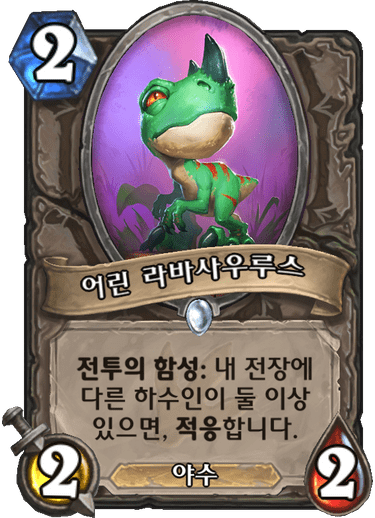 2
어린 라바사우루스
전투의 함성: 내 전장에
다른 하수인이 둘 이상
있으면, 적응합니다.
2
야수
2